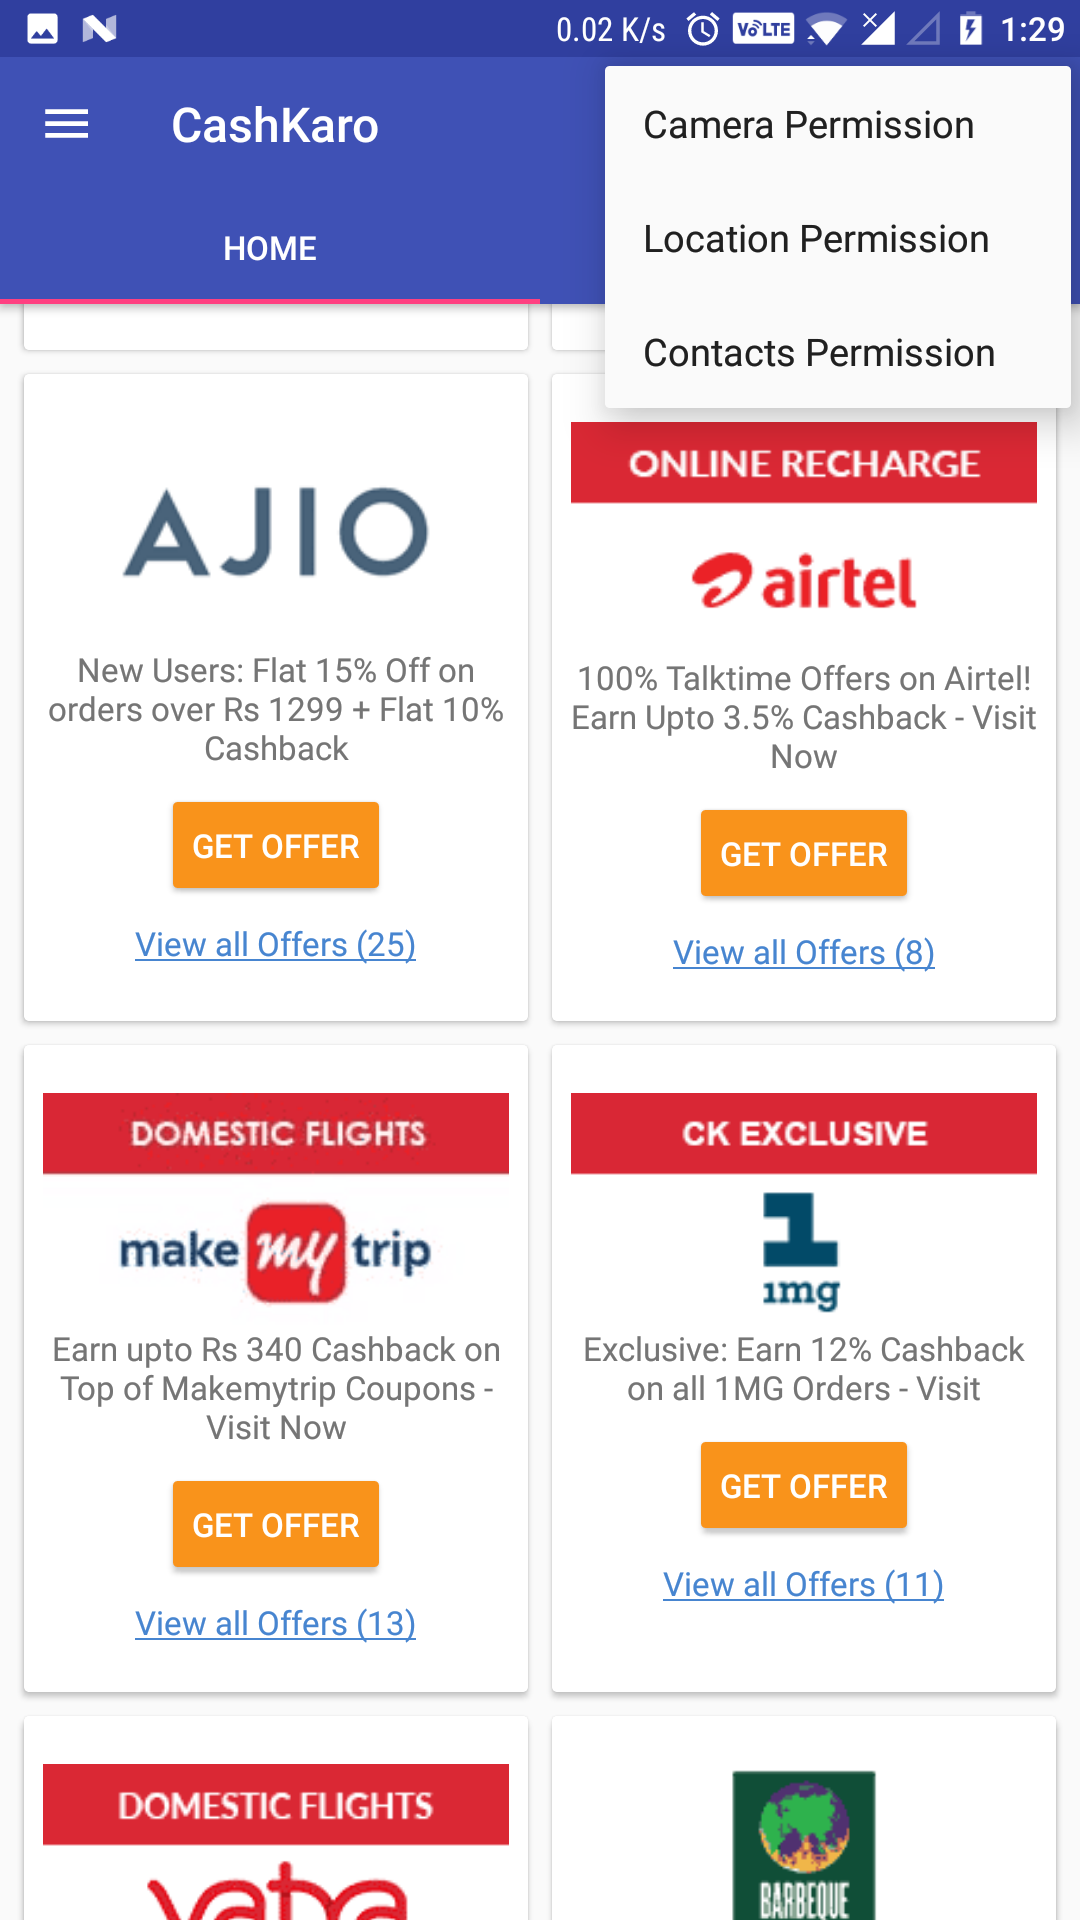 0.02 K/s VoLTE 1:29
CashKaro
Camera Permission
Location Permission
Contacts Permission
HOME
AJIO
New Users: Flat 15% Off on
orders over Rs 1299 + Flat 10%
Cashback
GET OFFER
View all Offers (25)
ONLINE RECHARGE
airtel
100% Talktime Offers on Airtel!
Earn Upto 3.5% Cashback - Visit
Now
GET OFFER
View all Offers (8)
DOMESTIC FLIGHTS
make my trip
Earn upto Rs 340 Cashback on
Top of Makemytrip Coupons -
Visit Now
GET OFFER
View all Offers (13)
CK EXCLUSIVE
1
1mg
Exclusive: Earn 12% Cashback
on all 1MG Orders - Visit
GET OFFER
View all Offers (11)
DOMESTIC FLIGHTS
BARBEQUE